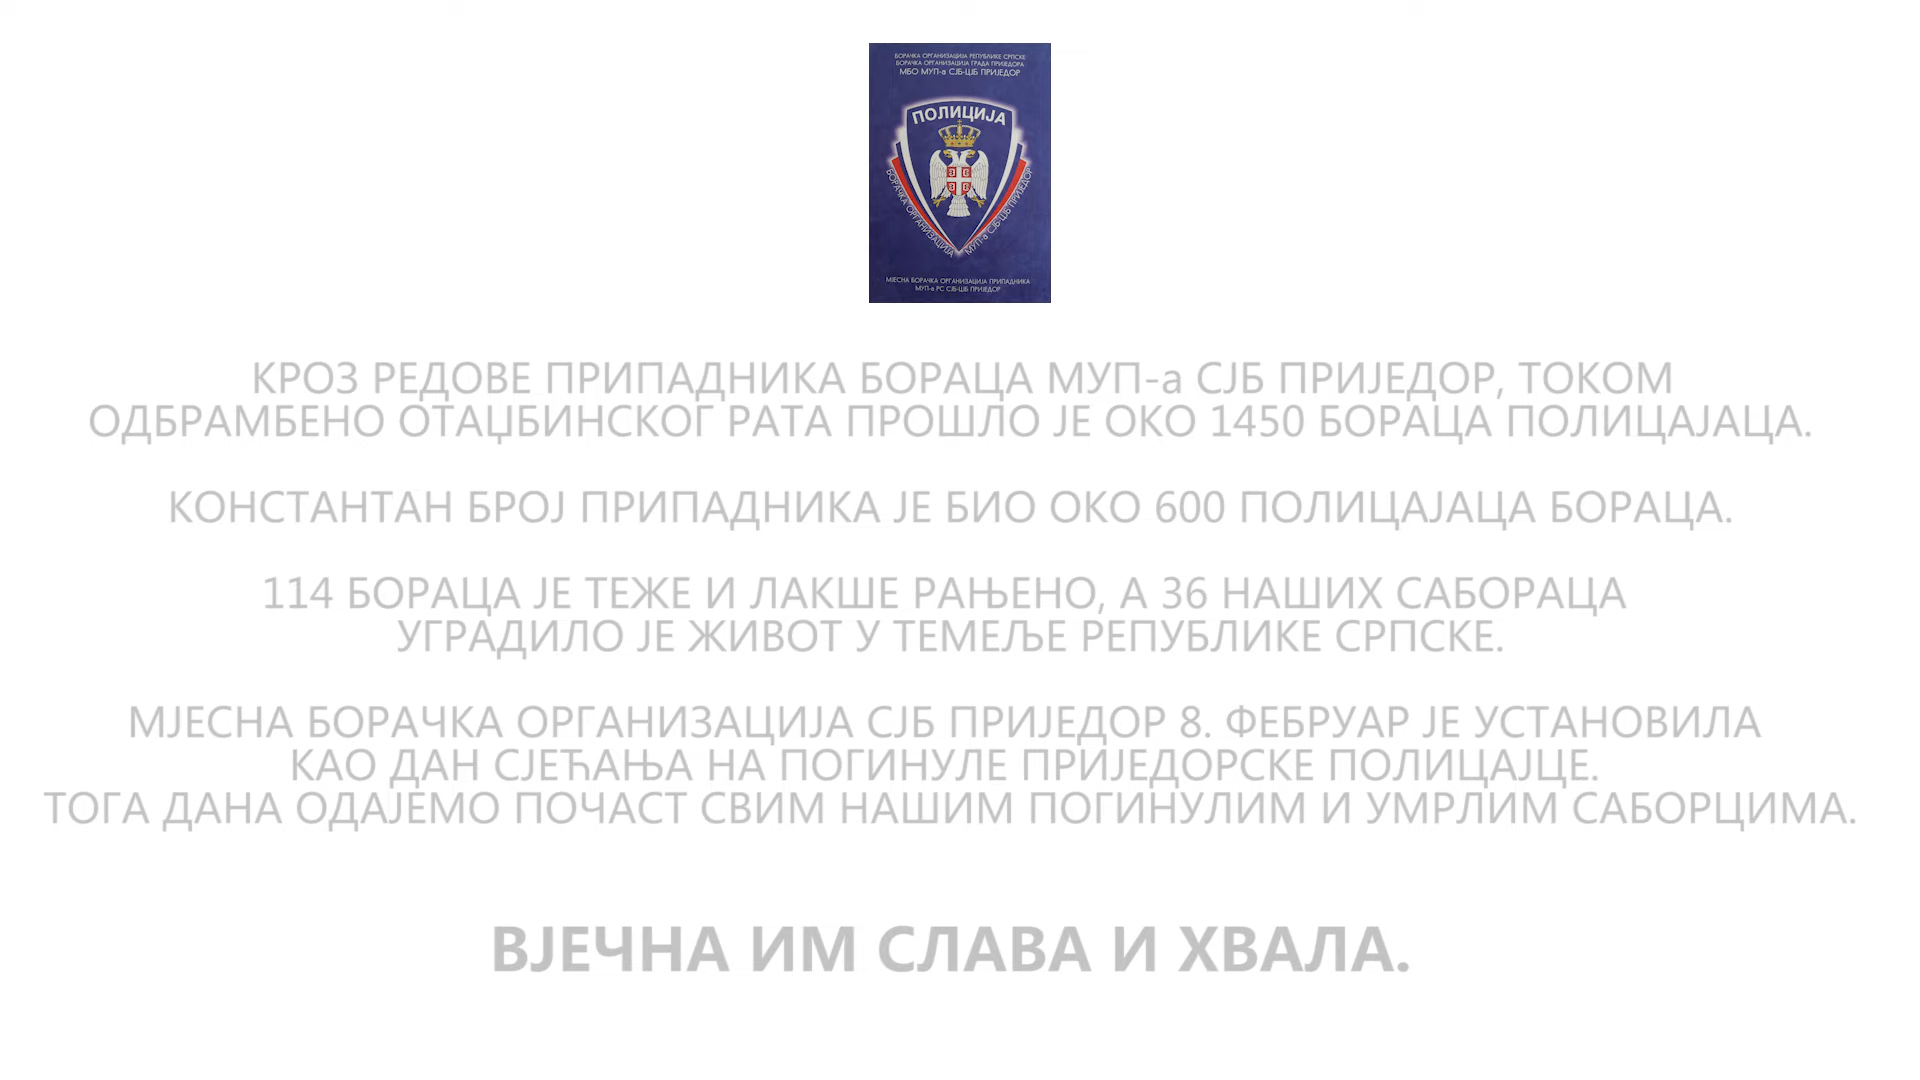 БОРАЧКА ОРГАНИЗАЦИЈА РЕПУБЛИКЕ СРПСКЕ
БОРАЧКА ОРГАНИЗАЦИЈА ГРАДА ПРИЈЕДОРА
МБО МУП-а СЈБ-ЦЈБ ПРИЈЕДОР
ПОЛИЦИЈА
БОРАЧКА ОРГАНИЗАЦИЈА
МУП-а СЈБ-ЦЈБ ПРИЈЕДОР
МЈЕСНА БОРАЧКА ОРГАНИЗАЦИЈА ПРИПАДНИКА
МУП-а РС СЈБ-ЦЈБ ПРИЈЕДОР
КРОЗ РЕДОВЕ ПРИПАДНИКА БОРАЦА МУП-а СЈБ ПРИЈЕДОР, ТОКОМ
ОДБРАМБЕНО ОТАЏБИНСКОГ РАТА ПРОШЛО ЈЕ ОКО 1450 БОРАЦА ПОЛИЦАЈАЦА.
КОНСТАНТАН БРОЈ ПРИПАДНИКА ЈЕ БИО ОКО 600 ПОЛИЦАЈАЦА БОРАЦА.
114 БОРАЦА ЈЕ ТЕЖЕ И ЛАКШЕ РАЊЕНО, А 36 НАШИХ САБОРАЦА
УГРАДИЛО ЈЕ ЖИВОТ У ТЕМЕЉЕ РЕПУБЛИКЕ СРПСКЕ.
МЈЕСНА БОРАЧКА ОРГАНИЗАЦИЈА СЈБ ПРИЈЕДОР 8. ФЕБРУАР ЈЕ УСТАНОВИЛА
КАО ДАН СЈЕЋАЊА НА ПОГИНУЛЕ ПРИЈЕДОРСКЕ ПОЛИЦАЈЦЕ.
ТОГА ДАНА ОДАЈЕМО ПОЧАСТ СВИМ НАШИМ ПОГИНУЛИМ И УМРЛИМ САБОРЦИМА.
ВЈЕЧНА ИМ СЛАВА И ХВАЛА.